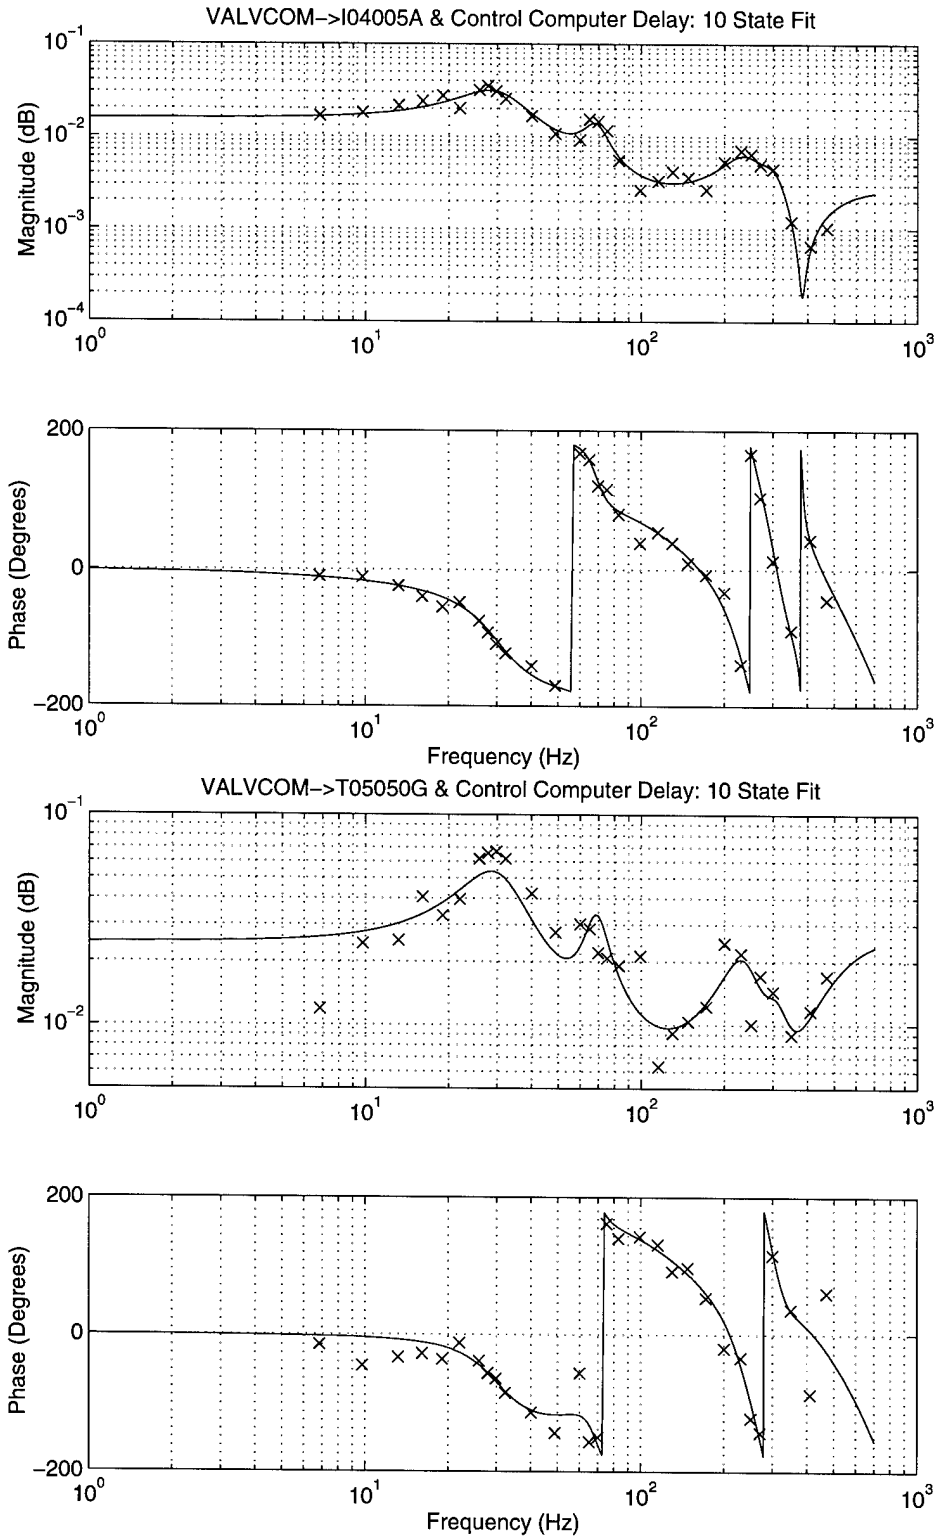 VALVCOM−>I04005A & Control Computer Delay: 10 State Fit
Magnitude (dB)
10⁻¹
10⁻²
10⁻³
10⁻⁴
10⁰ 10¹ 10² 10³
Phase (Degrees)
200
0
−200
10⁰ 10¹ 10² 10³
Frequency (Hz)
VALVCOM−>T05050G & Control Computer Delay: 10 State Fit
Magnitude (dB)
10⁻¹
10⁻²
10⁰ 10¹ 10² 10³
Phase (Degrees)
200
0
−200
10⁰ 10¹ 10² 10³
Frequency (Hz)